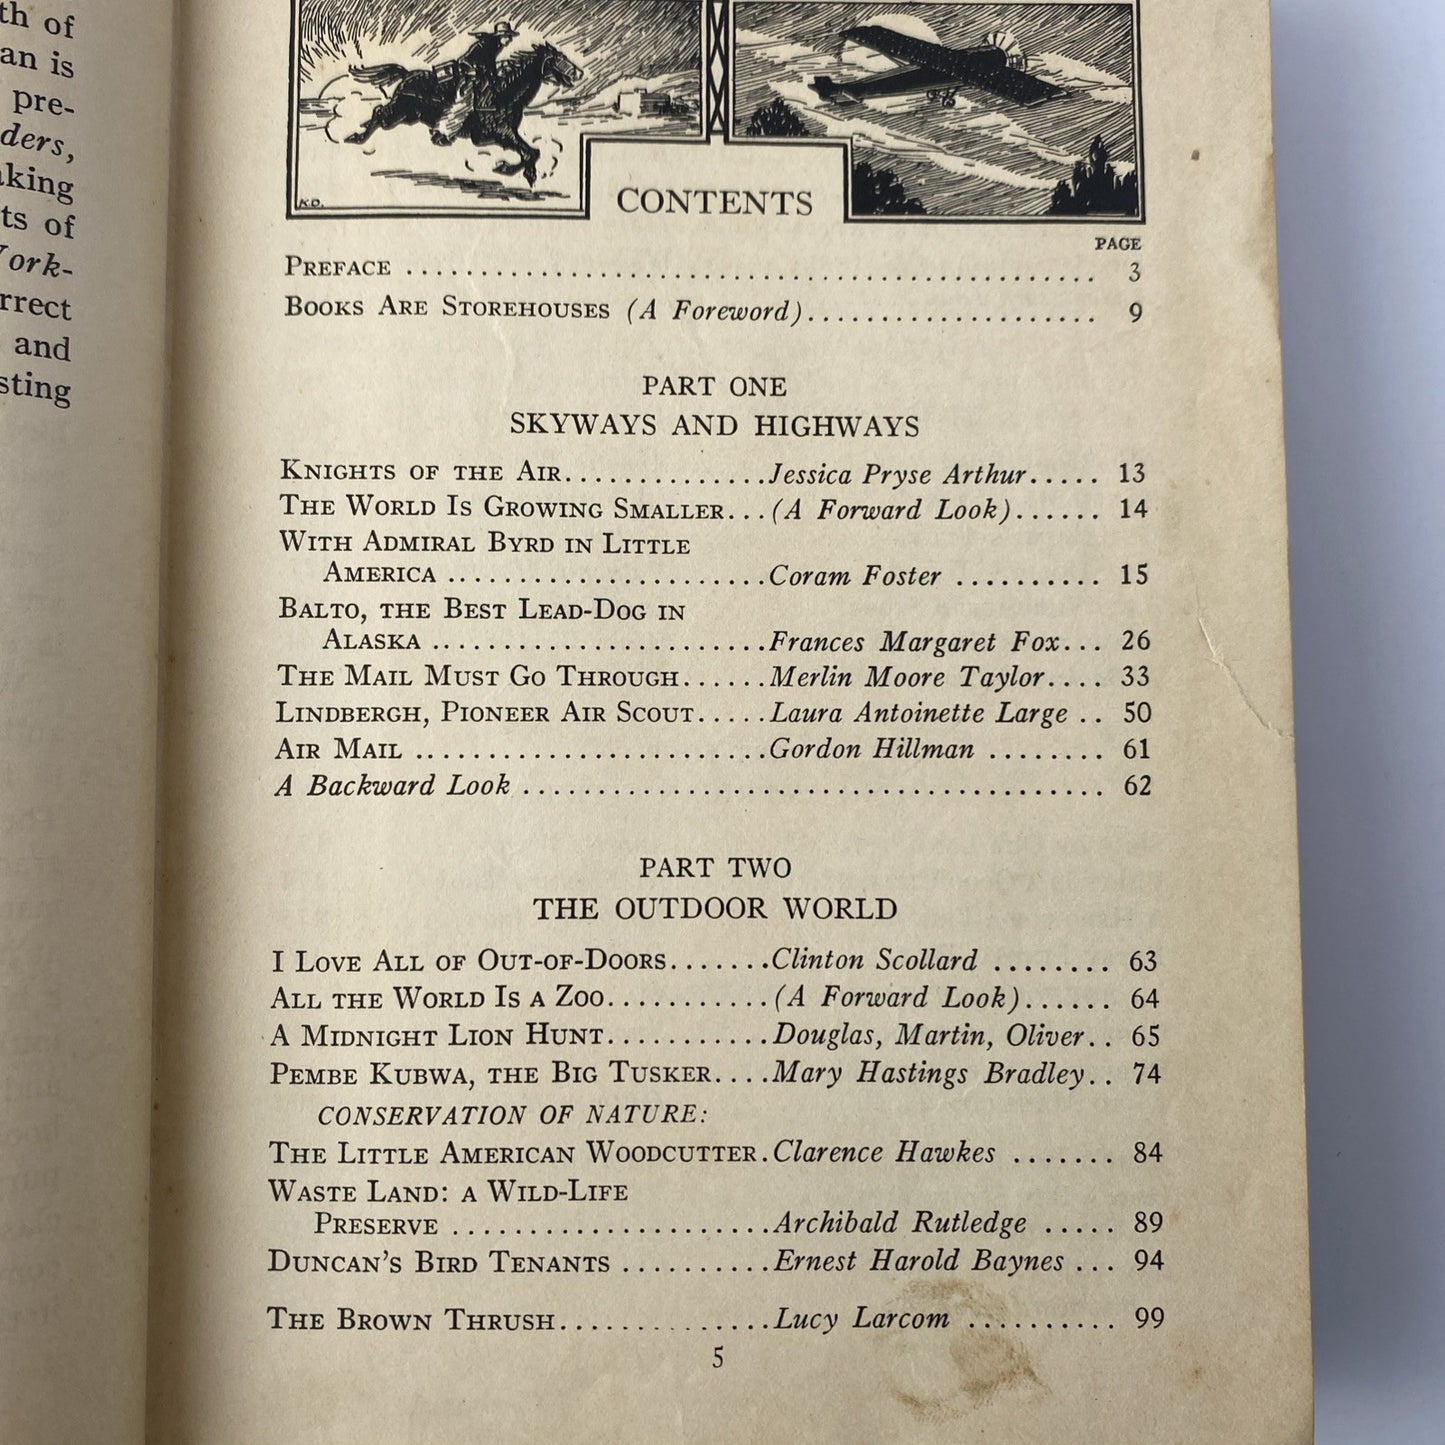 th of
an is
pre-
ders,
king
ts of
York-
rrect
and
sting
K.D.
CONTENTS
PAGE
PREFACE ........................................ 3
BOOKS ARE STOREHOUSES (A Foreword).................... 9
PART ONE
SKYWAYS AND HIGHWAYS
KNIGHTS OF THE AIR..............Jessica Pryse Arthur..... 13
THE WORLD IS GROWING SMALLER...(A Forward Look)...... 14
WITH ADMIRAL BYRD IN LITTLE
AMERICA ......................Coram Foster .......... 15
BALTO, THE BEST LEAD-DOG IN
ALASKA .......................Frances Margaret Fox... 26
THE MAIL MUST GO THROUGH......Merlin Moore Taylor.... 33
LINDBERGH, PIONEER AIR SCOUT.....Laura Antoinette Large .. 50
AIR MAIL ........................Gordon Hillman ........ 61
A Backward Look ........................................ 62
PART TWO
THE OUTDOOR WORLD
I LOVE ALL OF OUT-OF-DOORS.......Clinton Scollard ........ 63
ALL THE WORLD IS A ZOO...........(A Forward Look)...... 64
A MIDNIGHT LION HUNT...........Douglas, Martin, Oliver.. 65
PEMBE KUBWA, THE BIG TUSKER....Mary Hastings Bradley.. 74
CONSERVATION OF NATURE:
THE LITTLE AMERICAN WOODCUTTER.Clarence Hawkes ....... 84
WASTE LAND: A WILD-LIFE
PRESERVE ......................Archibald Rutledge ..... 89
DUNCAN'S BIRD TENANTS ..........Ernest Harold Baynes ... 94
THE BROWN THRUSH...............Lucy Larcom .......... 99
5